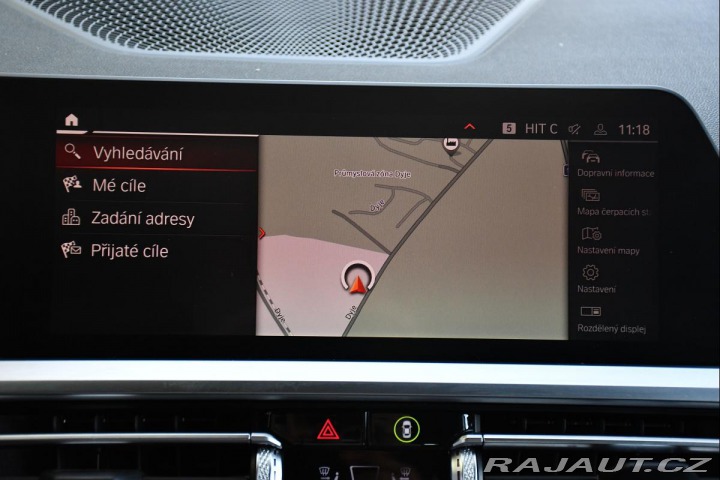 5 HIT C 11:18
Vyhledávání
Mé cíle
Zadání adresy
Přijaté cíle
Průmyslová zóna Dyje
Dyje
Dyje
Dyje
Dopravní informace
Mapa čerpacích st.
Nastavení mapy
Nastavení
Rozdělený displej
RAJAUT.CZ